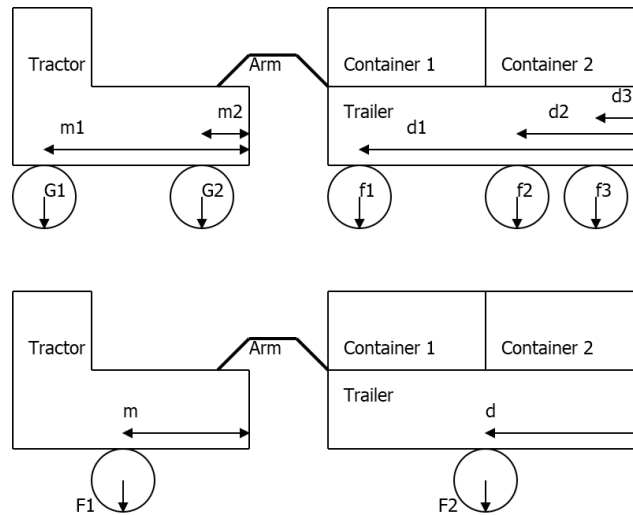 Tractor
Arm
Container 1
Container 2
d3
Trailer
m2
m1
d1
d2
G1
G2
f1
f2
f3
Tractor
Arm
Container 1
Container 2
Trailer
m
d
F1
F2